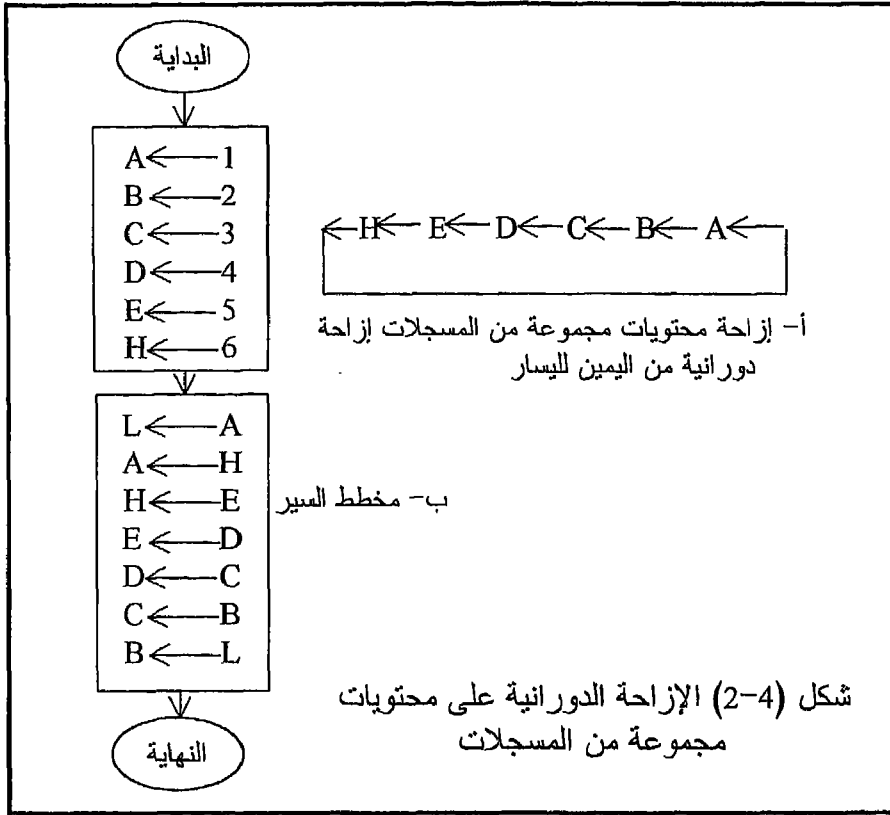 البداية
A←1
B←2
C←3
D←4
E←5
H←6
←H← E← D← C← B← A←
أ- إزاحة محتويات مجموعة من المسجلات إزاحة
دورانية من اليمين لليسار
L←A
A←H
H←E
E←D
D←C
C←B
B←L
ب- مخطط السير
النهاية
شكل (4-2) الإزاحة الدورانية على محتويات
مجموعة من المسجلات